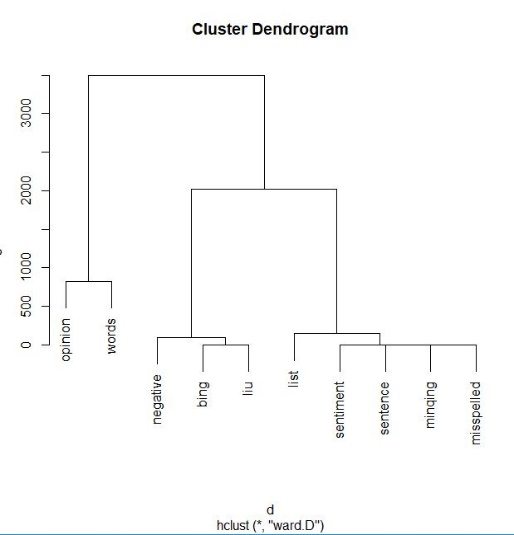 Cluster Dendrogram
3000
2000
1000
500
0
opinion
words
negative
bing
liu
list
sentiment
sentence
minqing
misspelled
d
hclust (*, "ward.D")